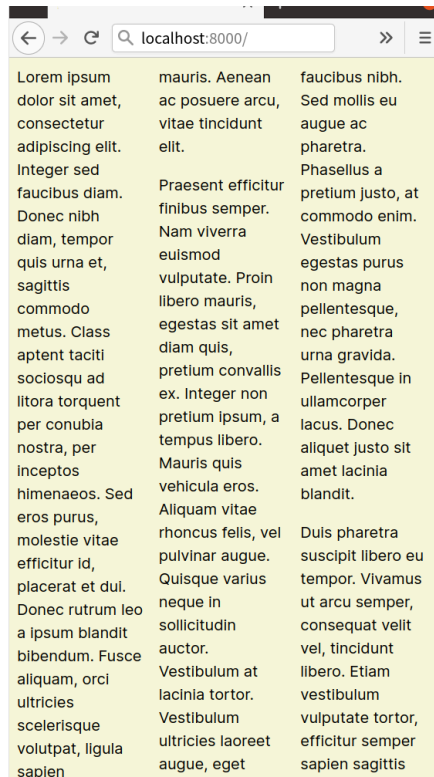 localhost:8000/
Lorem ipsum
dolor sit amet,
consectetur
adipiscing elit.
Integer sed
faucibus diam.
Donec nibh
diam, tempor
quis urna et,
sagittis
commodo
metus. Class
aptent taciti
sociosqu ad
litora torquent
per conubia
nostra, per
inceptos
himenaeos. Sed
eros purus,
molestie vitae
efficitur id,
placerat et dui.
Donec rutrum leo
a ipsum blandit
bibendum. Fusce
aliquam, orci
ultricies
scelerisque
volutpat, ligula
sapien
mauris. Aenean
ac posuere arcu,
vitae tincidunt
elit.
Praesent efficitur
finibus semper.
Nam viverra
euismod
vulputate. Proin
libero mauris,
egestas sit amet
diam quis,
pretium convallis
ex. Integer non
pretium ipsum, a
tempus libero.
Mauris quis
vehicula eros.
Aliquam vitae
rhoncus felis, vel
pulvinar augue.
Quisque varius
neque in
sollicitudin
auctor.
Vestibulum at
lacinia tortor.
Vestibulum
ultricies laoreet
augue, eget
faucibus nibh.
Sed mollis eu
augue ac
pharetra.
Phasellus a
pretium justo, at
commodo enim.
Vestibulum
egestas purus
non magna
pellentesque,
nec pharetra
urna gravida.
Pellentesque in
ullamcorper
lacus. Donec
aliquet justo sit
amet lacinia
blandit.
Duis pharetra
suscipit libero eu
tempor. Vivamus
ut arcu semper,
consequat velit
vel, tincidunt
libero. Etiam
vestibulum
vulputate tortor,
efficitur semper
sapien sagittis